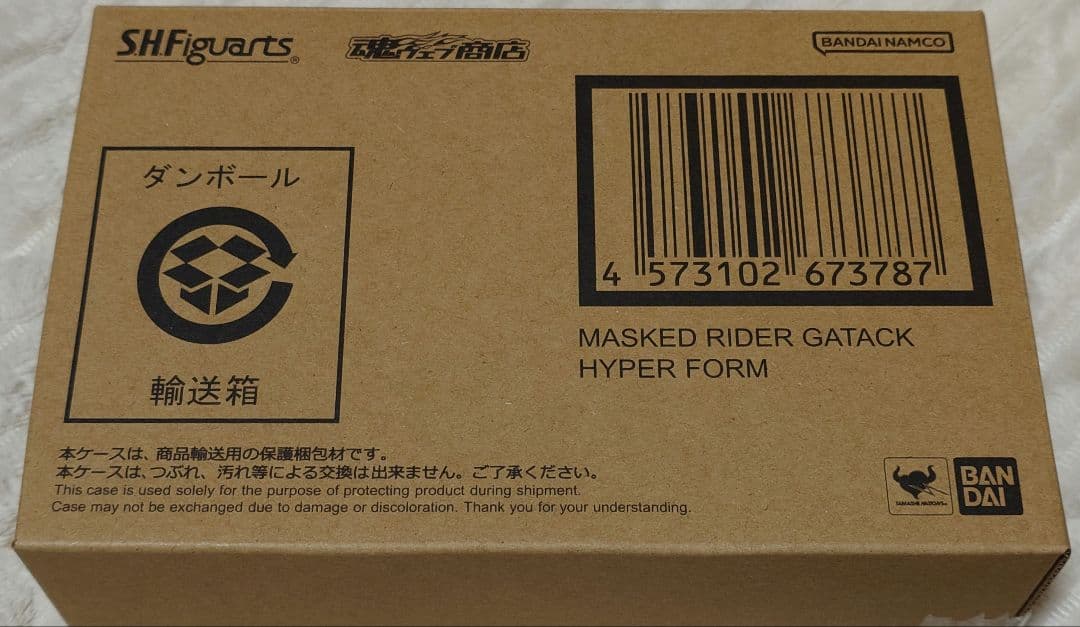 S.H.Figuarts®
魂ウェブ商店
BANDAI NAMCO
ダンボール
輸送箱
4 573102 673787
MASKED RIDER GATACK
HYPER FORM
本ケースは、商品輸送用の保護梱包材です。
本ケースは、つぶれ、汚れ等による交換は出来ません。ご了承ください。
This case is used solely for the purpose of protecting product during shipment.
Case may not be exchanged due to damage or discoloration. Thank you for your understanding.
TAMASHII NATIONS
BAN
DAI